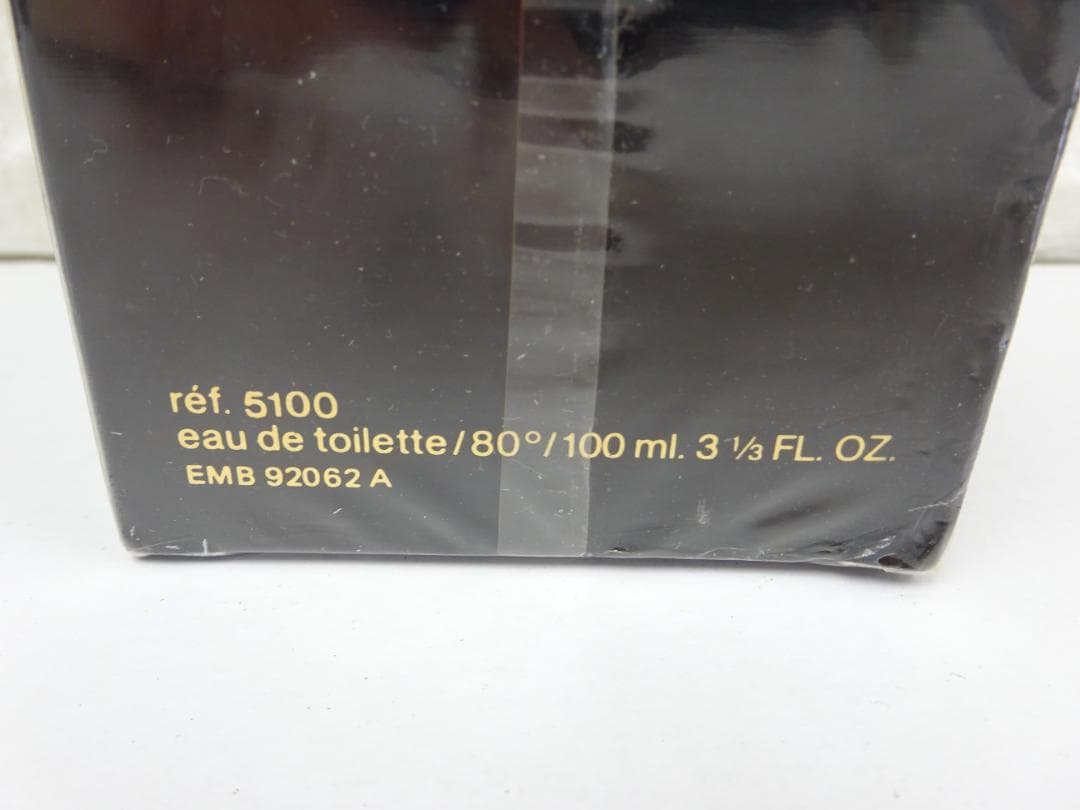 réf. 5100
eau de toilette/80°/100 ml. 3 1/3 FL. OZ.
EMB 92062 A